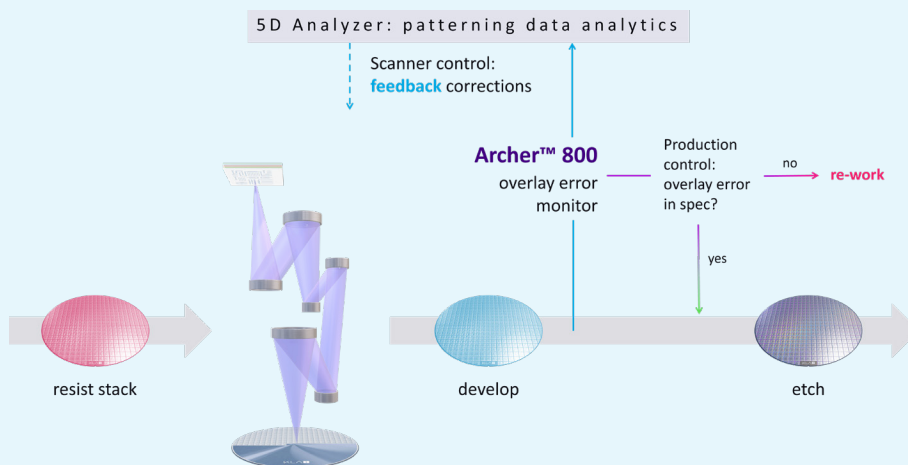 5D Analyzer: patterning data analytics
Scanner control:
feedback corrections
Archer™ 800
overlay error
monitor
Production
control:
overlay error
in spec?
no
re-work
yes
resist stack
develop
etch